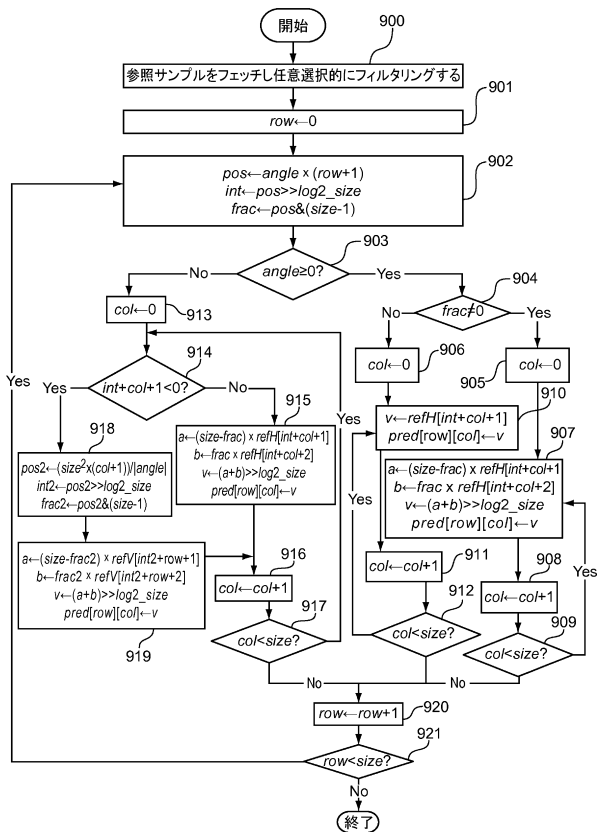 開始
900
参照サンプルをフェッチし任意選択的にフィルタリングする
901
row←0
902
pos←angle×(row+1)
int←pos>>log2_size
frac←pos&(size-1)
903
angle≥0?
No
Yes
904
frac≠0
No
Yes
col←0
913
col←0
906
col←0
905
914
int+col+1<0?
Yes
No
915
a←(size-frac)×refH[int+col+1]
b←frac×refH[int+col+2]
v←(a+b)>>log2_size
pred[row][col]←v
910
v←refH[int+col+1]
pred[row][col]←v
907
a←(size-frac)×refH[int+col+1
b←frac×refH[int+col+2]
v←(a+b)>>log2_size
pred[row][col]←v
918
pos2←(size²×(col+1))/|angle|
int2←pos2>>log2_size
frac2←pos2&(size-1)
a←(size-frac2)×refV[int2+row+1]
b←frac2×refV[int2+row+2]
v←(a+b)>>log2_size
pred[row][col]←v
919
916
col←col+1
917
col<size?
Yes
No
911
col←col+1
912
col<size?
Yes
No
908
col←col+1
909
col<size?
Yes
920
row←row+1
921
row<size?
Yes
No
終了